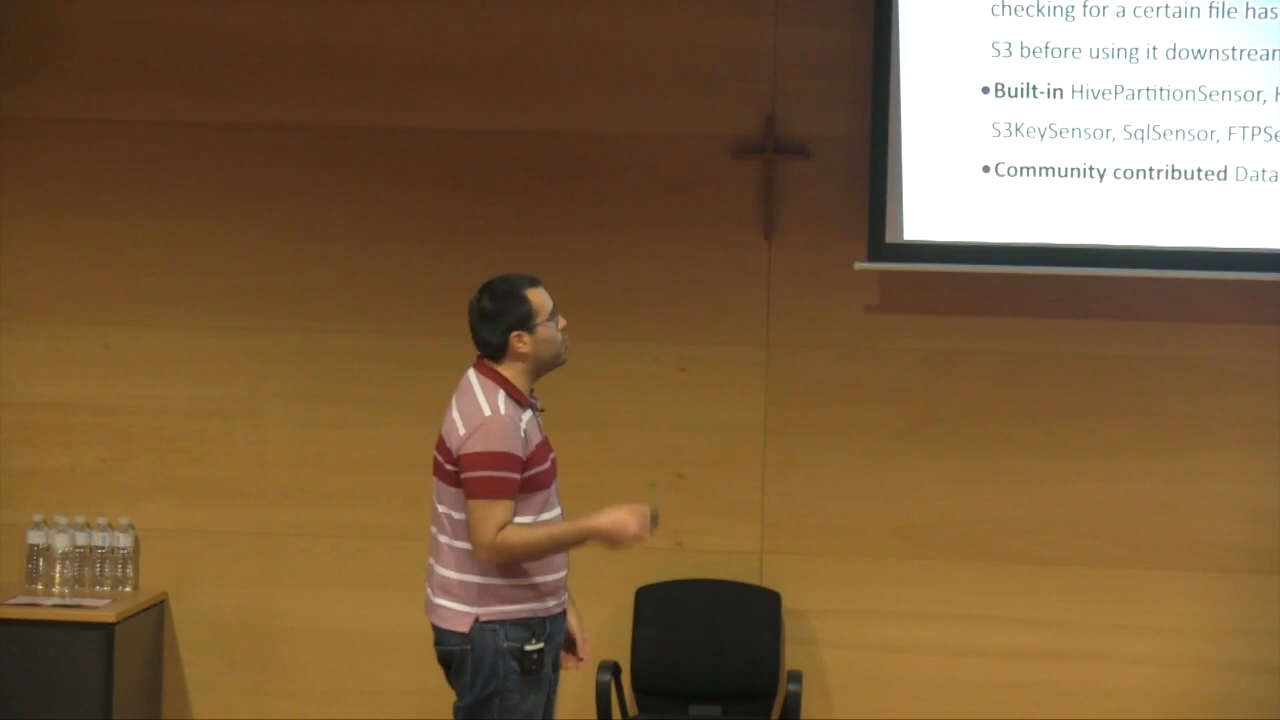 checking for a certain file has
S3 before using it downstream
•Built-in HivePartitionSensor, H
S3KeySensor, SqlSensor, FTPSe
•Community contributed Data